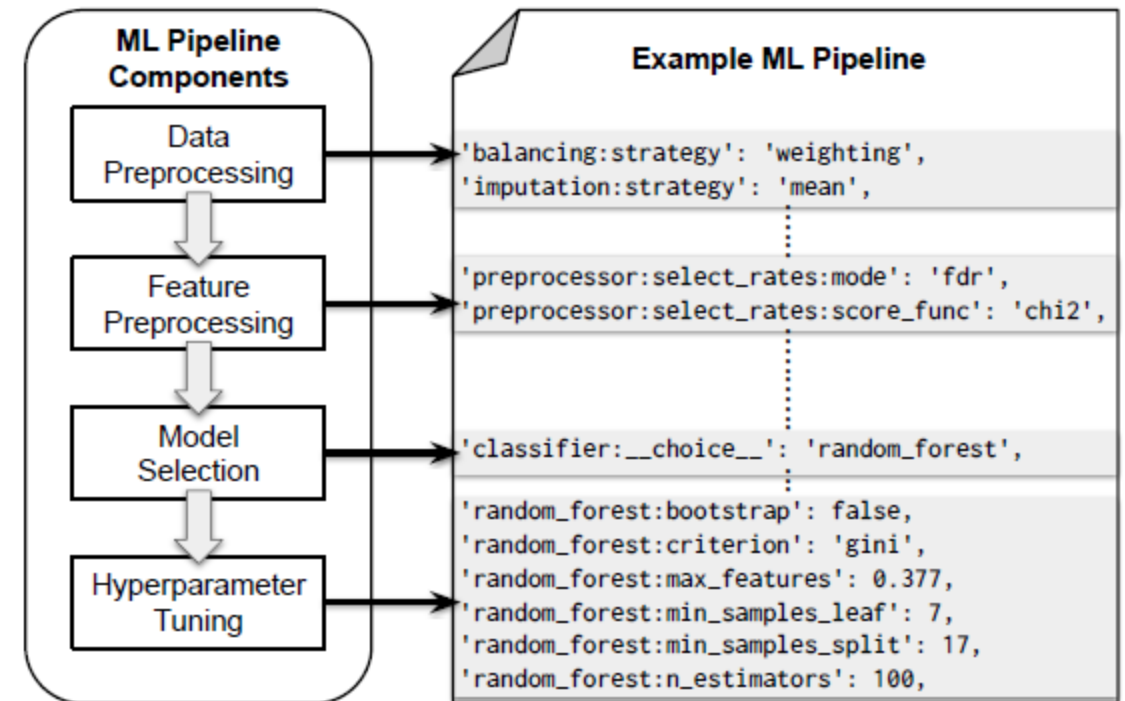 ML Pipeline
Components
Data
Preprocessing
Feature
Preprocessing
Model
Selection
Hyperparameter
Tuning
Example ML Pipeline
'balancing:strategy': 'weighting',
'imputation:strategy': 'mean',
'preprocessor:select_rates:mode': 'fdr',
'preprocessor:select_rates:score_func': 'chi2',
'classifier:__choice__': 'random_forest',
'random_forest:bootstrap': false,
'random_forest:criterion': 'gini',
'random_forest:max_features': 0.377,
'random_forest:min_samples_leaf': 7,
'random_forest:min_samples_split': 17,
'random_forest:n_estimators': 100,